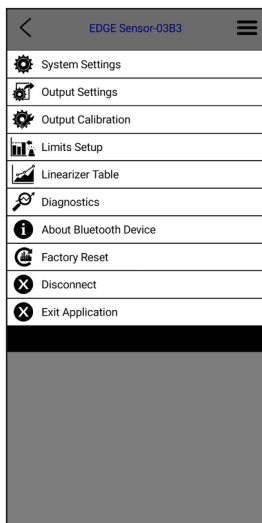 EDGE Sensor-03B3
System Settings
Output Settings
Output Calibration
Limits Setup
Linearizer Table
Diagnostics
About Bluetooth Device
Factory Reset
Disconnect
Exit Application